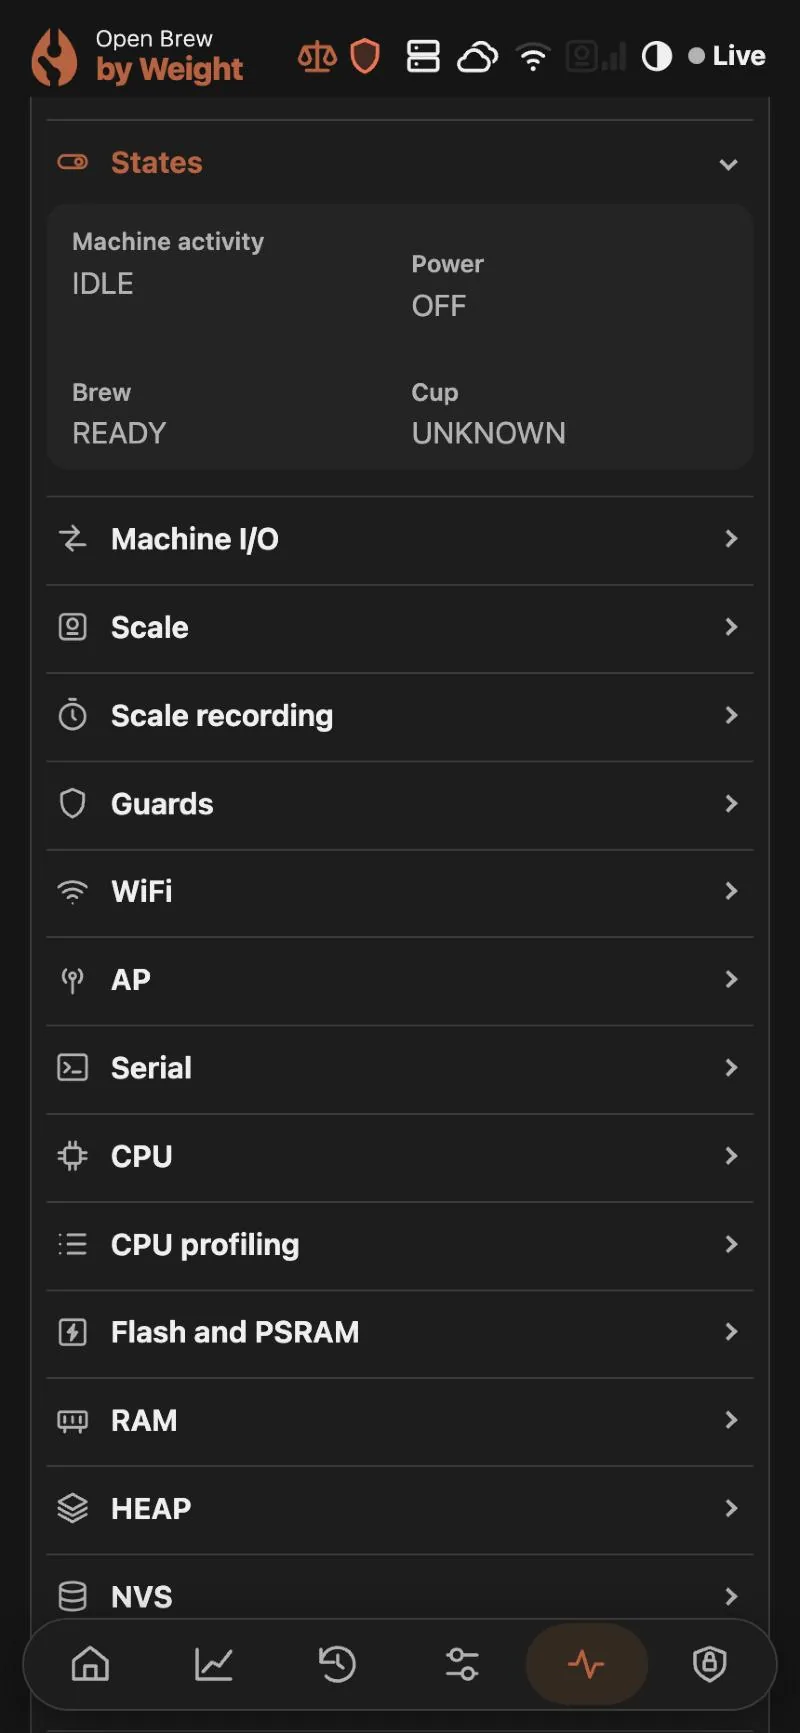 Open Brew
by Weight
Live
States
Machine activity
IDLE
Power
OFF
Brew
READY
Cup
UNKNOWN
Machine I/O
Scale
Scale recording
Guards
WiFi
AP
Serial
CPU
CPU profiling
Flash and PSRAM
RAM
HEAP
NVS